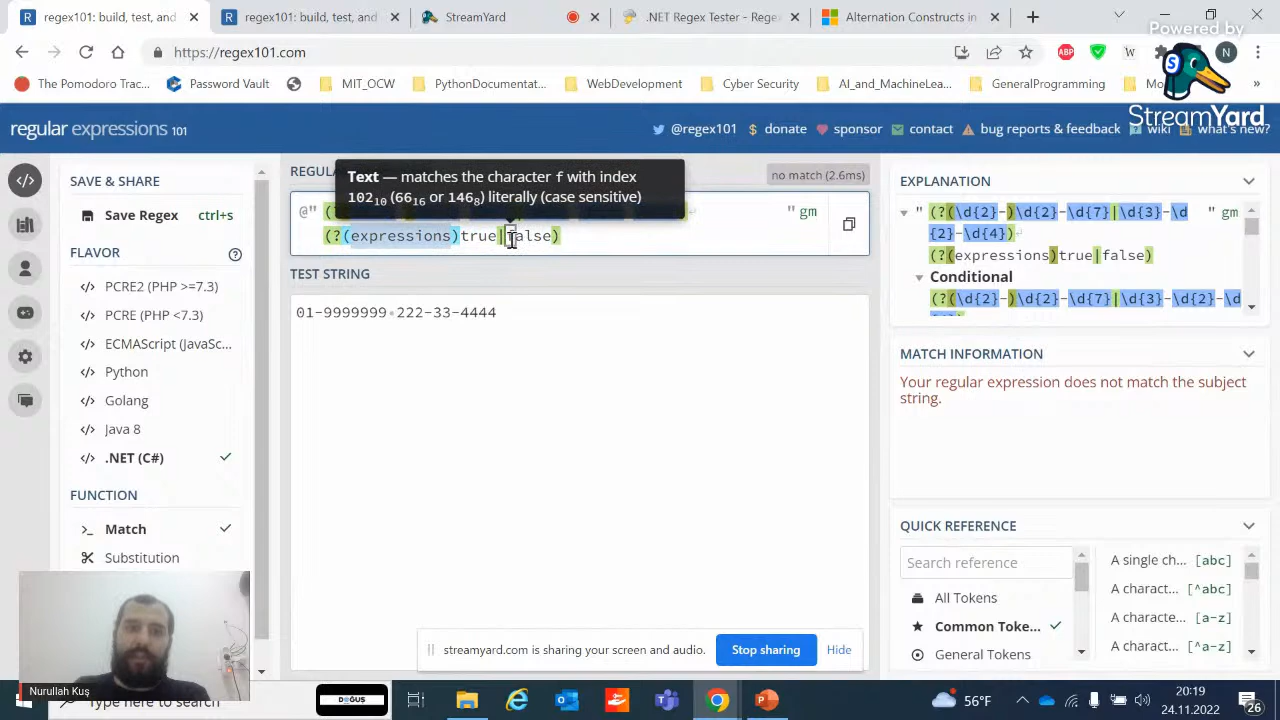 regex101: build, test, and
regex101: build, test, and
StreamYard
.NET Regex Tester - Rege
Alternation Constructs in
https://regex101.com
ABP
W
N
Powered by
StreamYard
The Pomodoro Trac...
Password Vault
MIT_OCW
PythonDocumentat...
WebDevelopment
Cyber Security
AI_and_MachineLea...
GeneralProgramming
regular expressions 101
@regex101
$ donate
sponsor
contact
bug reports & feedback
wiki
what's new?
SAVE & SHARE
Save Regex ctrl+s
FLAVOR
</> PCRE2 (PHP >=7.3)
</> PCRE (PHP <7.3)
</> ECMAScript (JavaSc...
</> Python
</> Golang
</> Java 8
</> .NET (C#)
FUNCTION
Match
Substitution
Text — matches the character f with index
102₁₀ (66₁₆ or 146₈) literally (case sensitive)
no match (2.6ms)
@" " gm
(?(expressions)true|false)
TEST STRING
01-9999999·222-33-4444
EXPLANATION
" (?(\d{2}-)\d{2}-\d{7}|\d{3}-\d " gm
{2}-\d{4})
(?(expressions)true|false)
Conditional
(?(\d{2}-)\d{2}-\d{7}|\d{3}-\d{2}-\d
MATCH INFORMATION
Your regular expression does not match the subject
string.
QUICK REFERENCE
Search reference
All Tokens
Common Toke...
General Tokens
A single ch... [abc]
A charact... [^abc]
A characte... [a-z]
A charact... [^a-z]
streamyard.com is sharing your screen and audio.
Stop sharing
Hide
Nurullah Kuş
Type here to search
DOĞUŞ
56°F
20:19
24.11.2022
26